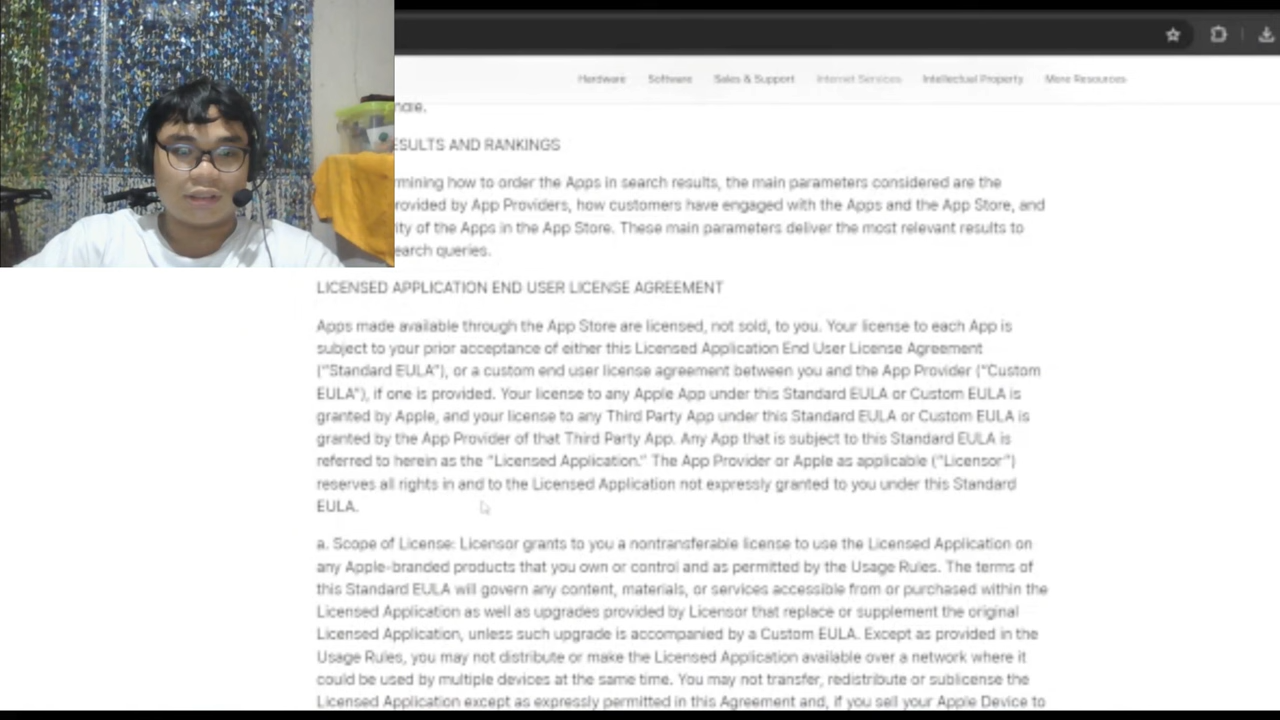 Hardware Software Sales & Support Internet Services Intellectual Property More Resources
ESULTS AND RANKINGS
rmining how to order the Apps in search results, the main parameters considered are the
rovided by App Providers, how customers have engaged with the Apps and the App Store, and
ity of the Apps in the App Store. These main parameters deliver the most relevant results to
earch queries.
LICENSED APPLICATION END USER LICENSE AGREEMENT
Apps made available through the App Store are licensed, not sold, to you. Your license to each App is
subject to your prior acceptance of either this Licensed Application End User License Agreement
("Standard EULA"), or a custom end user license agreement between you and the App Provider ("Custom
EULA"), if one is provided. Your license to any Apple App under this Standard EULA or Custom EULA is
granted by Apple, and your license to any Third Party App under this Standard EULA or Custom EULA is
granted by the App Provider of that Third Party App. Any App that is subject to this Standard EULA is
referred to herein as the "Licensed Application." The App Provider or Apple as applicable ("Licensor")
reserves all rights in and to the Licensed Application not expressly granted to you under this Standard
EULA.
a. Scope of License: Licensor grants to you a nontransferable license to use the Licensed Application on
any Apple-branded products that you own or control and as permitted by the Usage Rules. The terms of
this Standard EULA will govern any content, materials, or services accessible from or purchased within the
Licensed Application as well as upgrades provided by Licensor that replace or supplement the original
Licensed Application, unless such upgrade is accompanied by a Custom EULA. Except as provided in the
Usage Rules, you may not distribute or make the Licensed Application available over a network where it
could be used by multiple devices at the same time. You may not transfer, redistribute or sublicense the
Licensed Application except as expressly permitted in this Agreement and, if you sell your Apple Device to